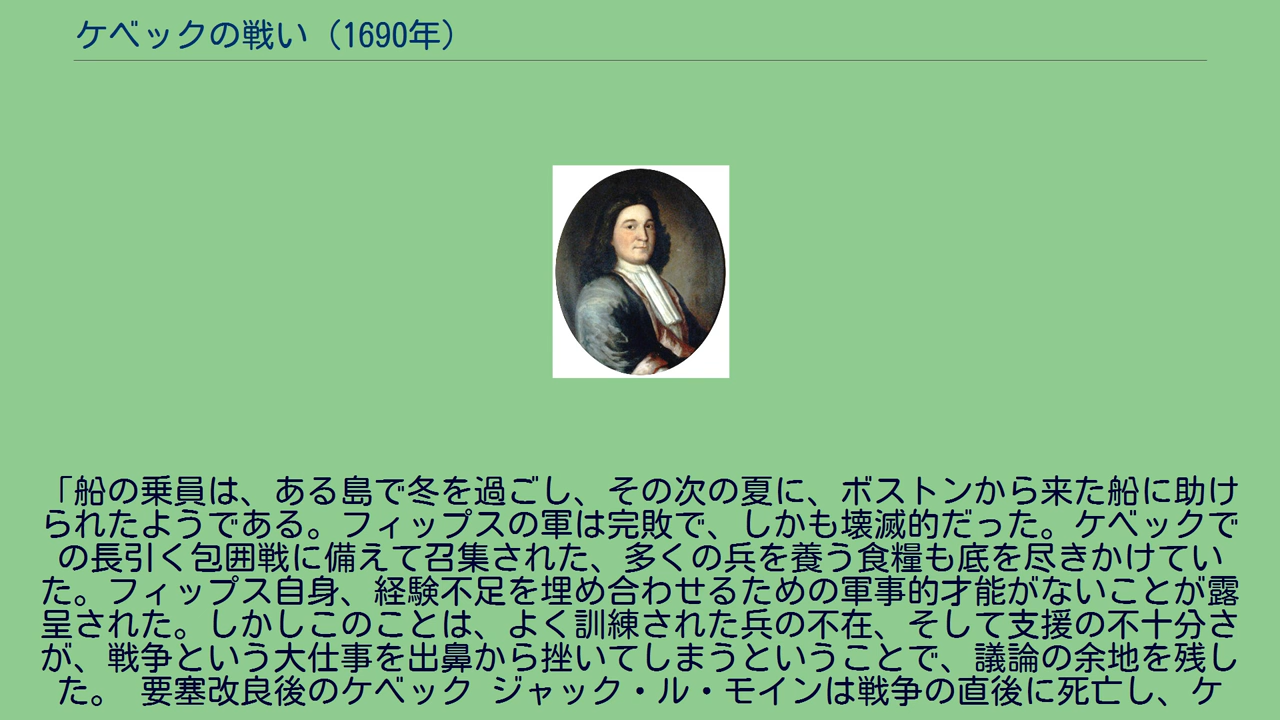 ケベックの戦い（1690年）
「船の乗員は、ある島で冬を過ごし、その次の夏に、ボストンから来た船に助け
られたようである。フィップスの軍は完敗で、しかも壊滅的だった。ケベックで
の長引く包囲戦に備えて召集された、多くの兵を養う食糧も底を尽きかけてい
た。フィップス自身、経験不足を埋め合わせるための軍事的才能がないことが露
呈された。しかしこのことは、よく訓練された兵の不在、そして支援の不十分さ
が、戦争という大仕事を出鼻から挫いてしまうということで、議論の余地を残し
た。 要塞改良後のケベック ジャック・ル・モインは戦争の直後に死亡し、ケ